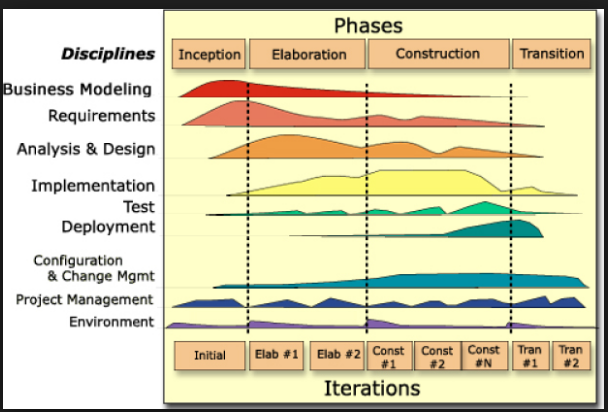 Phases
Disciplines
Inception
Elaboration
Construction
Transition
Business Modeling
Requirements
Analysis & Design
Implementation
Test
Deployment
Configuration
& Change Mgmt
Project Management
Environment
Initial
Elab #1
Elab #2
Const
#1
Const
#2
Const
#N
Tran
#1
Tran
#2
Iterations